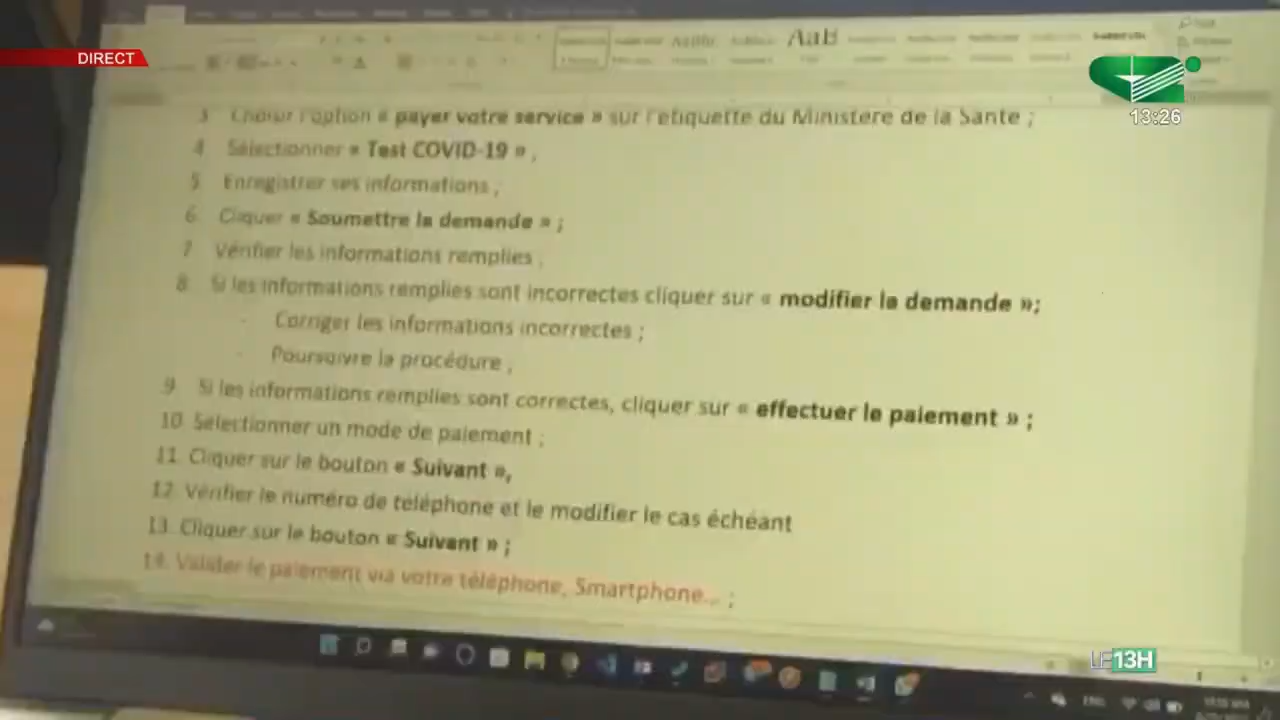 DIRECT
13:26
AaB
3 Choisir l'option « payer votre service » sur l'etiquette du Ministère de la Santé ;
4 Sélectionner « Test COVID-19 » ,
5 Enregistrer ses informations ;
6 Cliquer « Soumettre la demande » ;
7 Vérifier les informations remplies ,
8 Si les informations remplies sont incorrectes cliquer sur « modifier la demande »;
- Corriger les informations incorrectes ;
- Poursuivre la procédure ,
9 Si les informations remplies sont correctes, cliquer sur « effectuer le paiement » ;
10 Sélectionner un mode de paiement ;
11. Cliquer sur le bouton « Suivant »,
12 Vérifier le numéro de téléphone et le modifier le cas échéant
13. Cliquer sur le bouton « Suivant » ;
14. Valider le paiement via votre téléphone, Smartphone... ;
LE13H
ENG